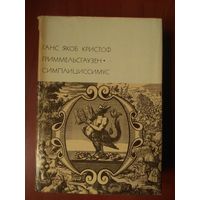 ГАНС ЯКОБ КРИСТОФ
ГРИММЕЛЬСГАУЗЕН •
СИМПЛИЦИССИМУС